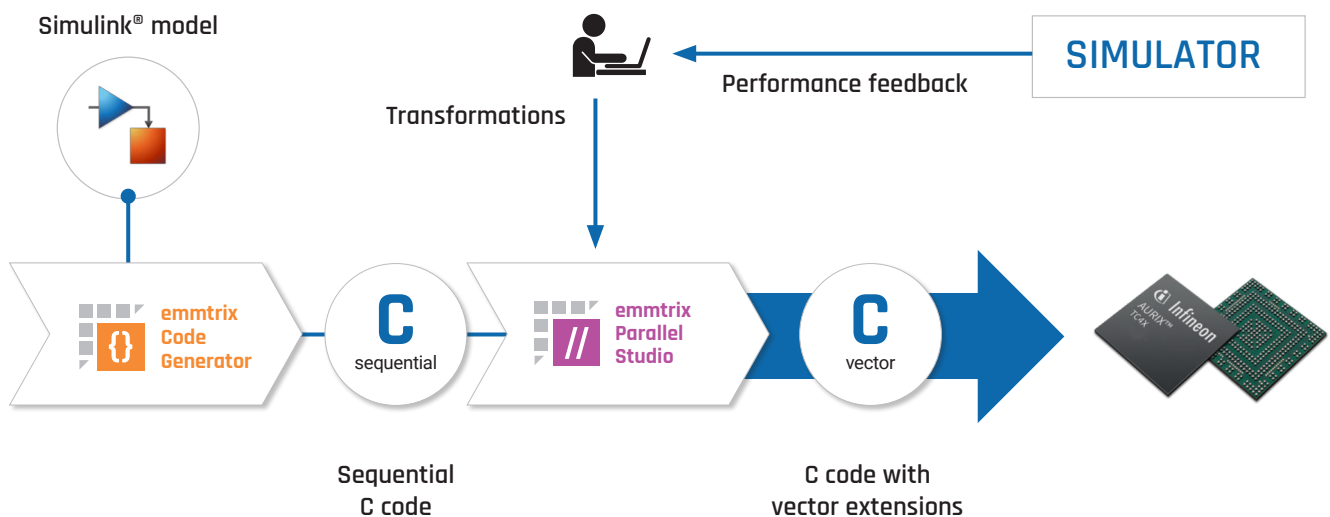 Simulink® model
SIMULATOR
Performance feedback
Transformations
emmtrix
Code
Generator
{}
C
sequential
emmtrix
Parallel
Studio
//
C
vector
Infineon
AURIX™
TC4X
Sequential
C code
C code with
vector extensions